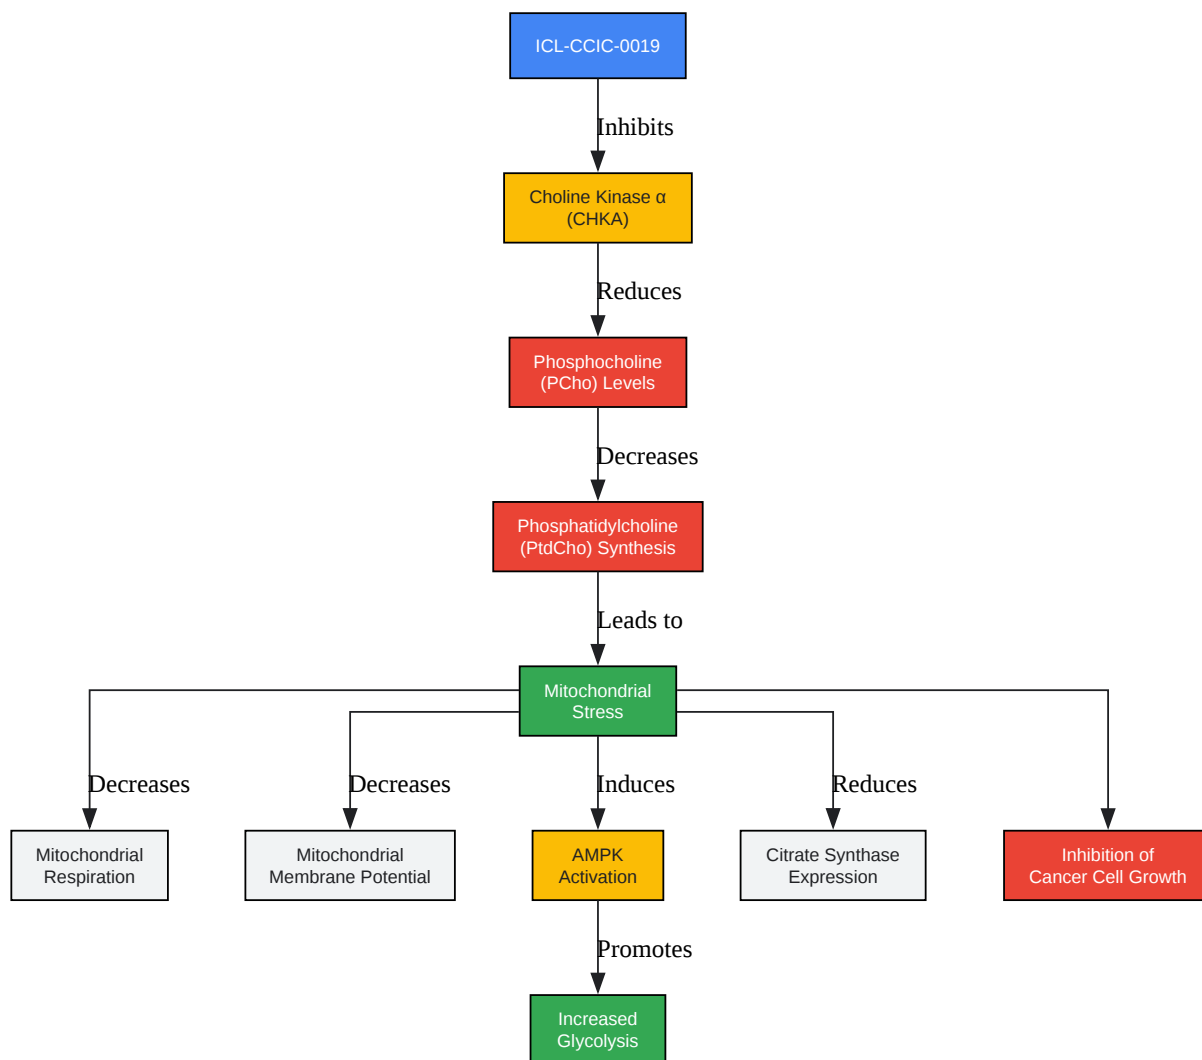 ICL-CCIC-0019
Inhibits
Choline Kinase α
(CHKA)
Reduces
Phosphocholine
(PCho) Levels
Decreases
Phosphatidylcholine
(PtdCho) Synthesis
Leads to
Mitochondrial
Stress
Decreases
Decreases
Induces
Reduces
Mitochondrial
Respiration
Mitochondrial
Membrane Potential
AMPK
Activation
Citrate Synthase
Expression
Inhibition of
Cancer Cell Growth
Promotes
Increased
Glycolysis